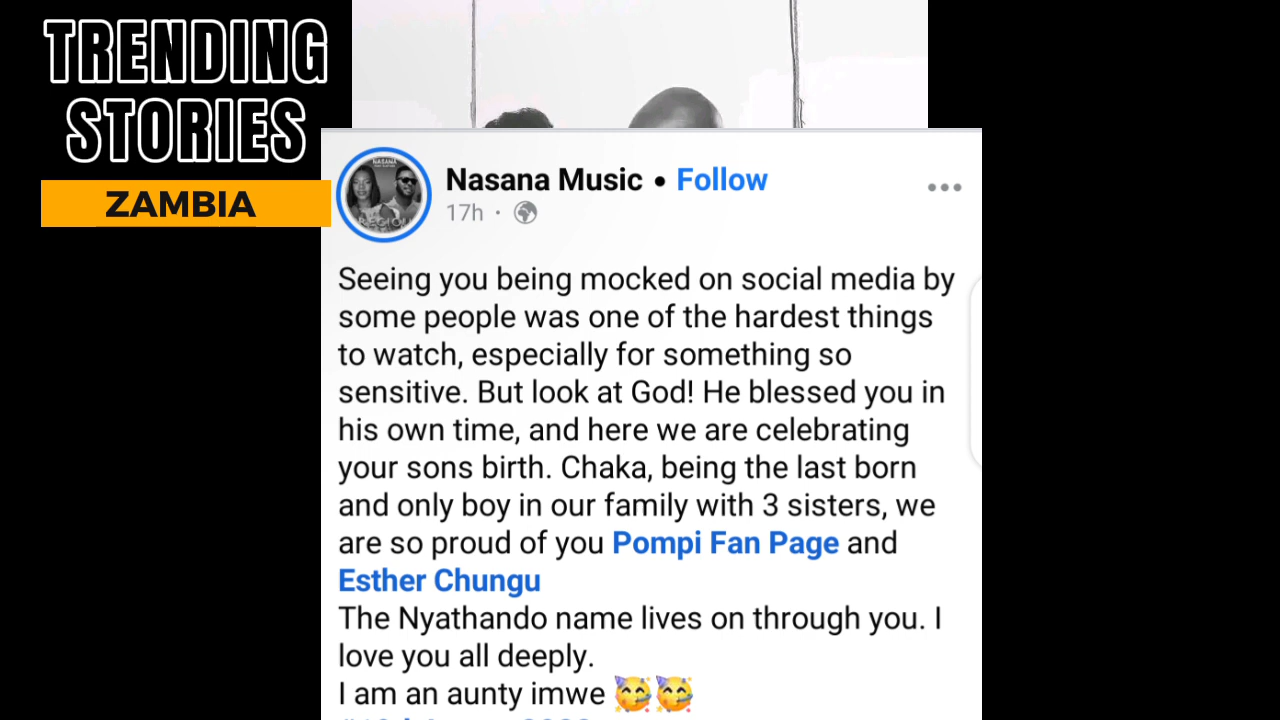 TRENDING
STORIES
ZAMBIA
NASANA
Nasana Music • Follow
17h ·
Seeing you being mocked on social media by
some people was one of the hardest things
to watch, especially for something so
sensitive. But look at God! He blessed you in
his own time, and here we are celebrating
your sons birth. Chaka, being the last born
and only boy in our family with 3 sisters, we
are so proud of you Pompi Fan Page and
Esther Chungu
The Nyathando name lives on through you. I
love you all deeply.
I am an aunty imwe 🥳🥳